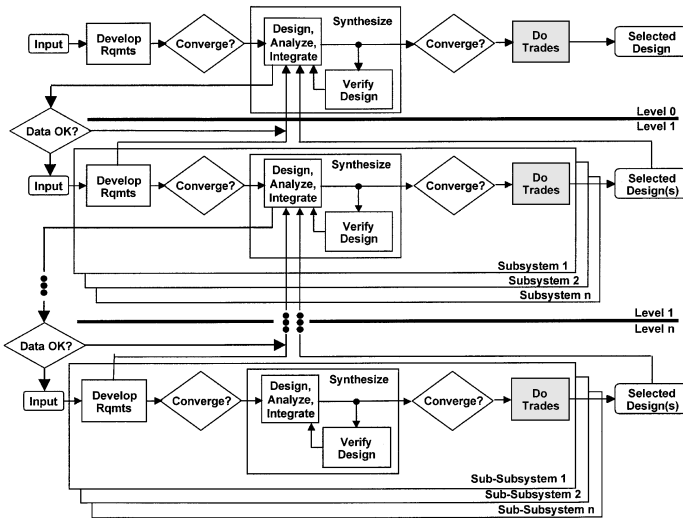 Input
Develop
Rqmts
Converge?
Design,
Analyze,
Integrate
Synthesize
Verify
Design
Converge?
Do
Trades
Selected
Design
Level 0
Level 1
Data OK?
Input
Develop
Rqmts
Converge?
Design,
Analyze,
Integrate
Synthesize
Verify
Design
Converge?
Do
Trades
Selected
Design(s)
Subsystem 1
Subsystem 2
Subsystem n
Level 1
Level n
Data OK?
Input
Develop
Rqmts
Converge?
Design,
Analyze,
Integrate
Synthesize
Verify
Design
Converge?
Do
Trades
Selected
Design(s)
Sub-Subsystem 1
Sub-Subsystem 2
Sub-Subsystem n